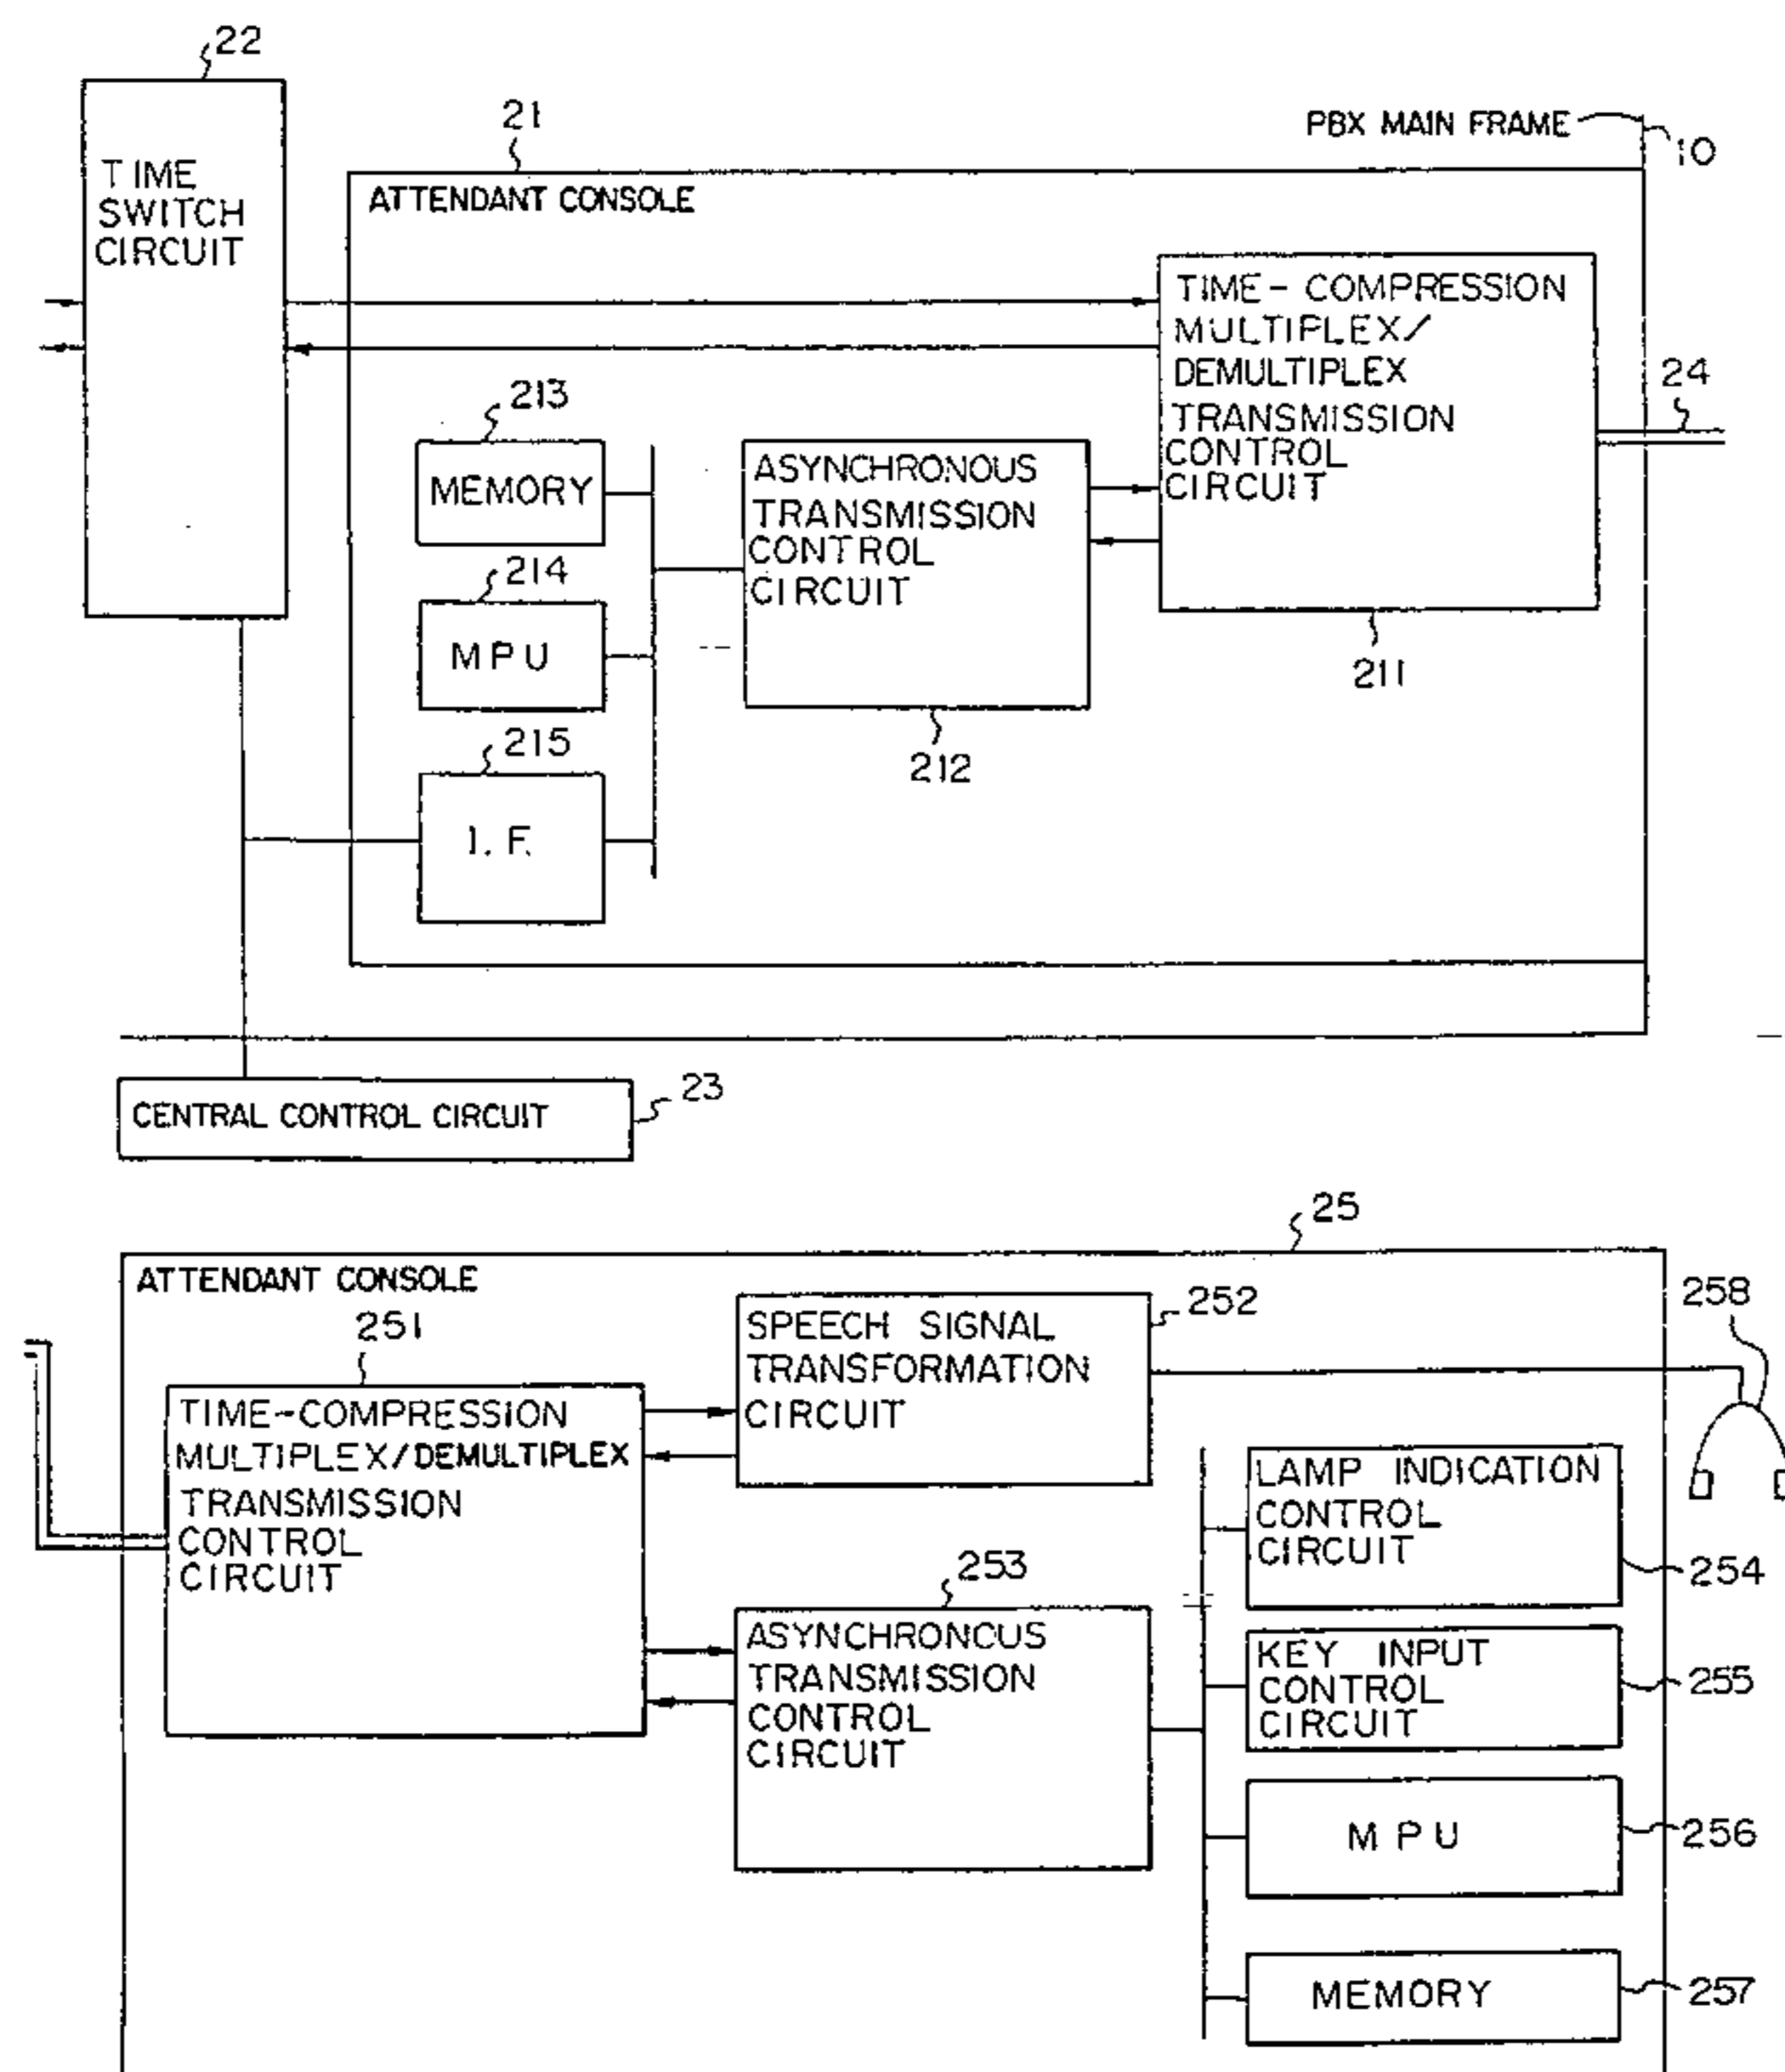 22
21
PBX MAIN FRAME
10
TIME
SWITCH
CIRCUIT
ATTENDANT CONSOLE
TIME- COMPRESSION
MULTIPLEX/
DEMULTIPLEX
TRANSMISSION
CONTROL
CIRCUIT
24
213
MEMORY
ASYNCHRONOUS
TRANSMISSION
CONTROL
CIRCUIT
214
MPU
211
215
212
I.F.
CENTRAL CONTROL CIRCUIT
23
25
ATTENDANT CONSOLE
251
252
258
SPEECH SIGNAL
TRANSFORMATION
CIRCUIT
TIME-COMPRESSION
MULTIPLEX/DEMULTIPLEX
TRANSMISSION
CONTROL
CIRCUIT
LAMP INDICATION
CONTROL
CIRCUIT
254
253
ASYNCHRONCUS
TRANSMISSION
CONTROL
CIRCUIT
KEY INPUT
CONTROL
CIRCUIT
255
MPU
256
MEMORY
257